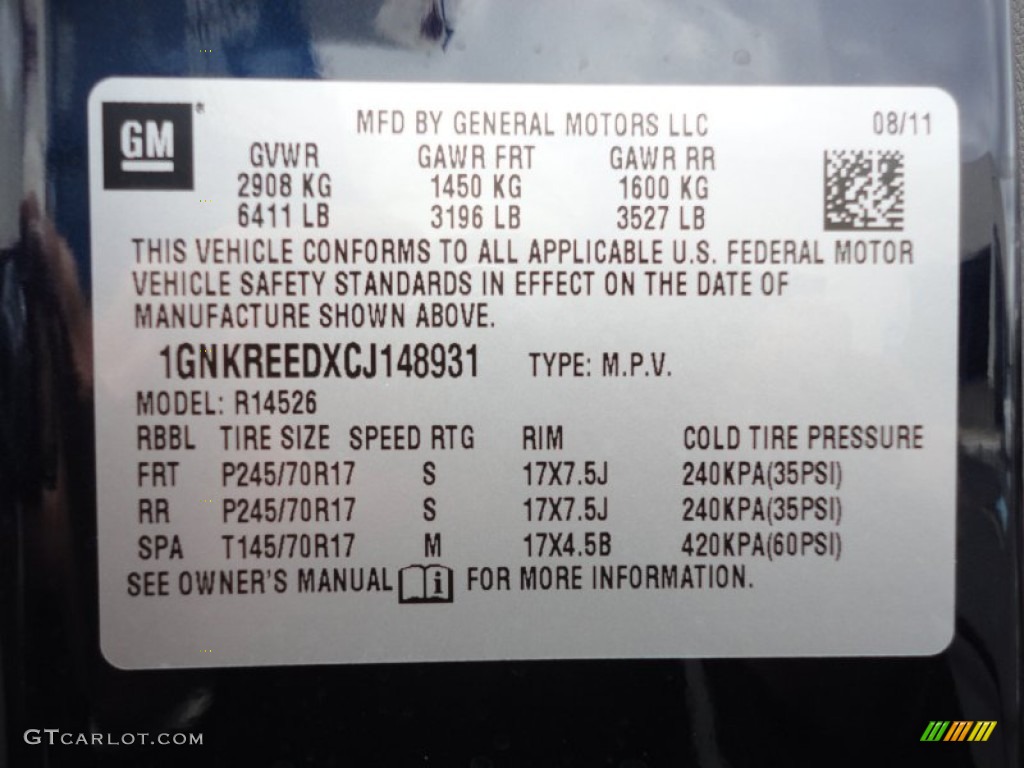 GM®
MFD BY GENERAL MOTORS LLC 08/11
GVWR GAWR FRT GAWR RR
2908 KG 1450 KG 1600 KG
6411 LB 3196 LB 3527 LB
THIS VEHICLE CONFORMS TO ALL APPLICABLE U.S. FEDERAL MOTOR
VEHICLE SAFETY STANDARDS IN EFFECT ON THE DATE OF
MANUFACTURE SHOWN ABOVE.
1GNKREEDXCJ148931 TYPE: M.P.V.
MODEL: R14526
RBBL TIRE SIZE SPEED RTG RIM COLD TIRE PRESSURE
FRT P245/70R17 S 17X7.5J 240KPA(35PSI)
RR P245/70R17 S 17X7.5J 240KPA(35PSI)
SPA T145/70R17 M 17X4.5B 420KPA(60PSI)
SEE OWNER'S MANUAL i FOR MORE INFORMATION.
GTCARLOT.COM